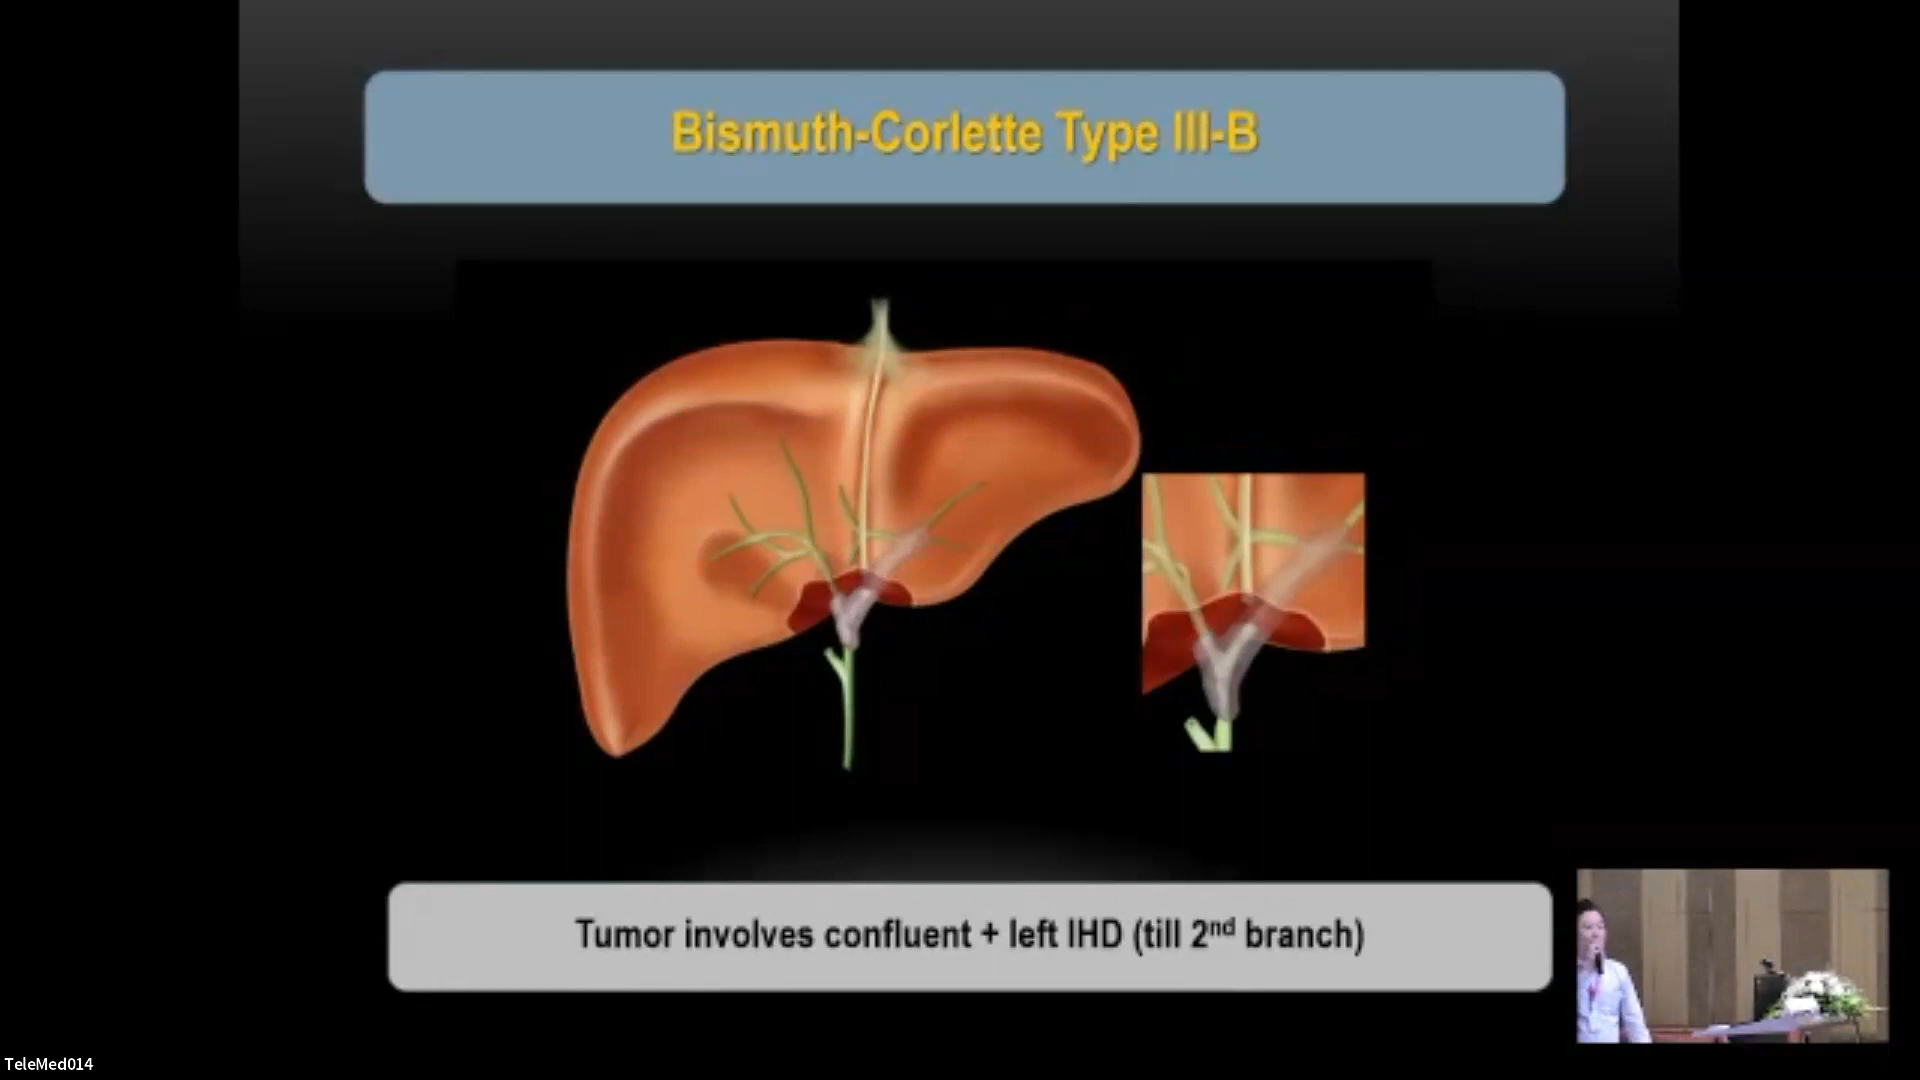 Bismuth-Corlette Type III-B
Tumor involves confluent + left IHD (till 2nd branch)
TeleMed014